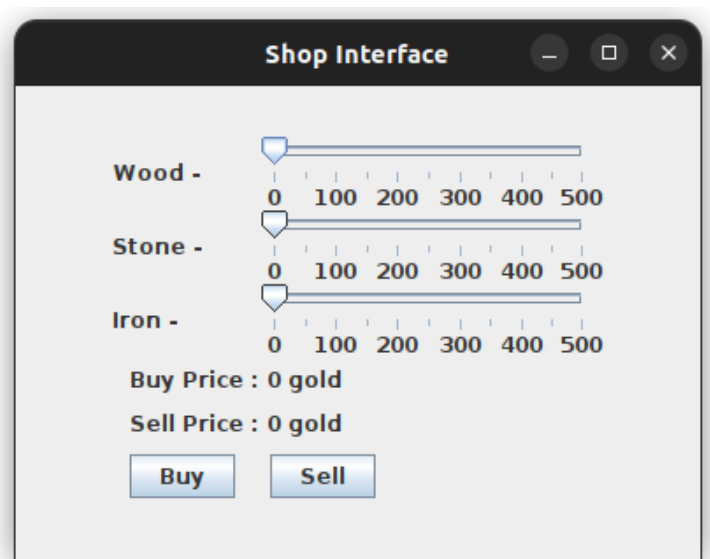 Shop Interface
Wood -
0 100 200 300 400 500
Stone -
0 100 200 300 400 500
Iron -
0 100 200 300 400 500
Buy Price : 0 gold
Sell Price : 0 gold
Buy Sell